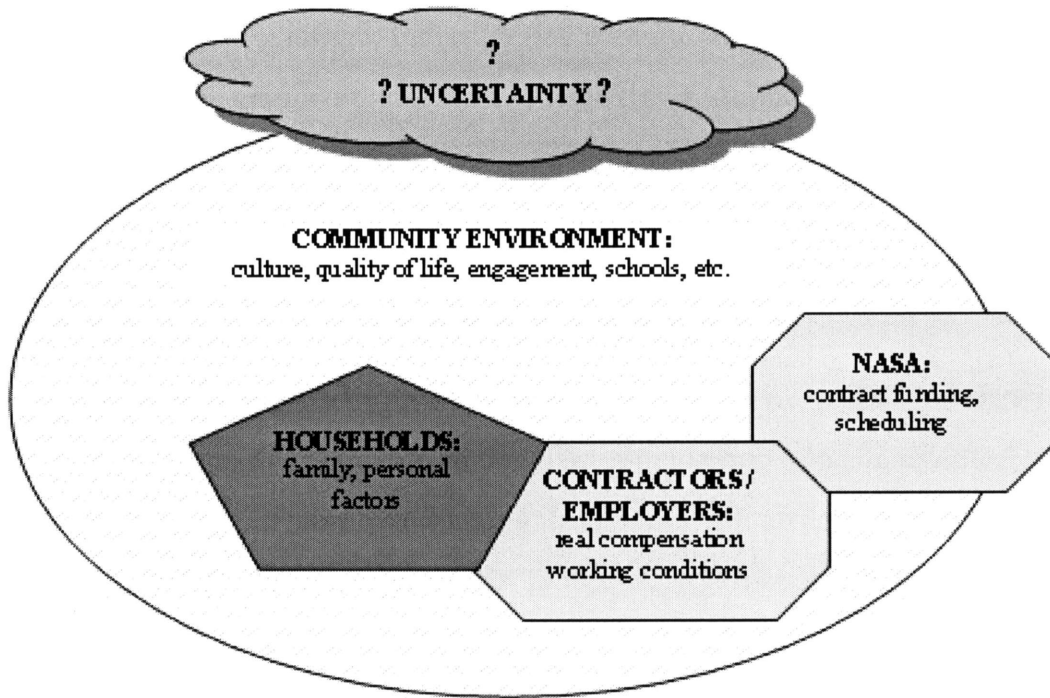 ?
? UNCERTAINTY ?
COMMUNITY ENVIRONMENT:
culture, quality of life, engagement, schools, etc.
NASA:
contract funding,
scheduling
HOUSEHOLDS:
family, personal
factors
CONTRACTORS /
EMPLOYERS:
real compensation
working conditions